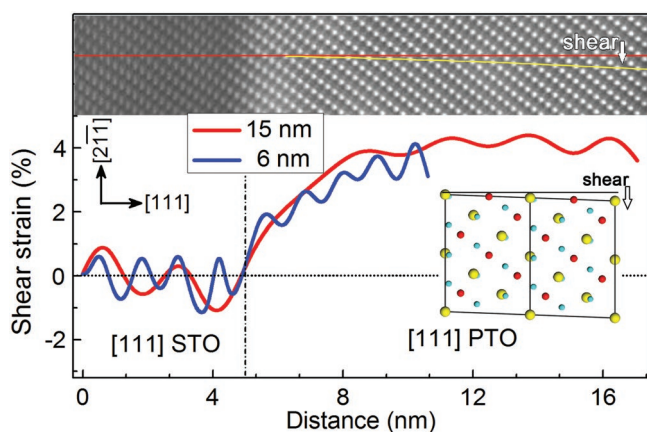 shear
15 nm
6 nm
[2̄11]
[111]
shear
[111] STO
[111] PTO
4
2
0
-2
Shear strain (%)
0
4
8
12
16
Distance (nm)